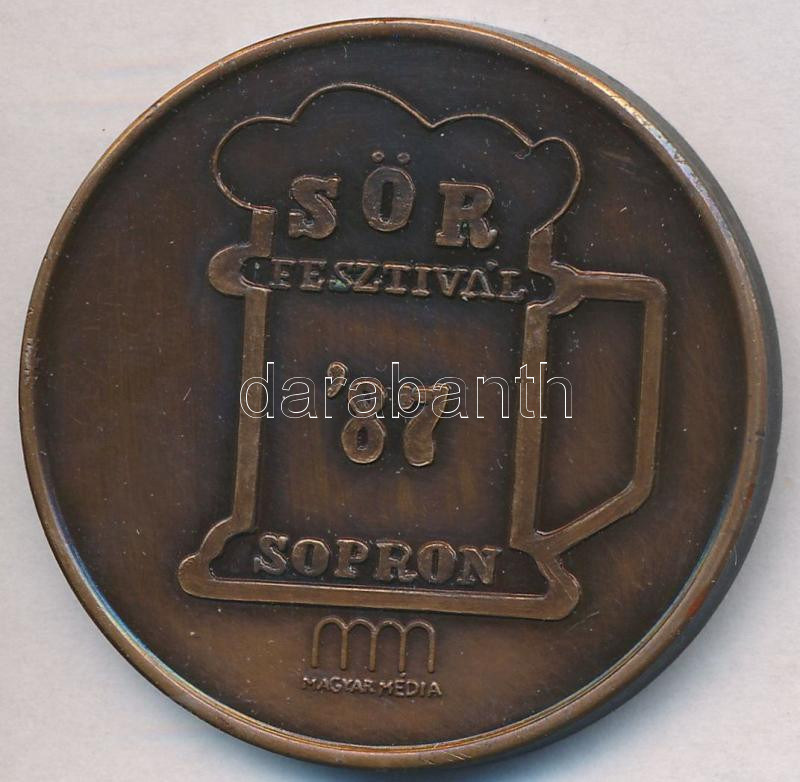 SÖR
FESZTIVÁL
'87
darabanth
SOPRON
MAGYAR MÉDIA